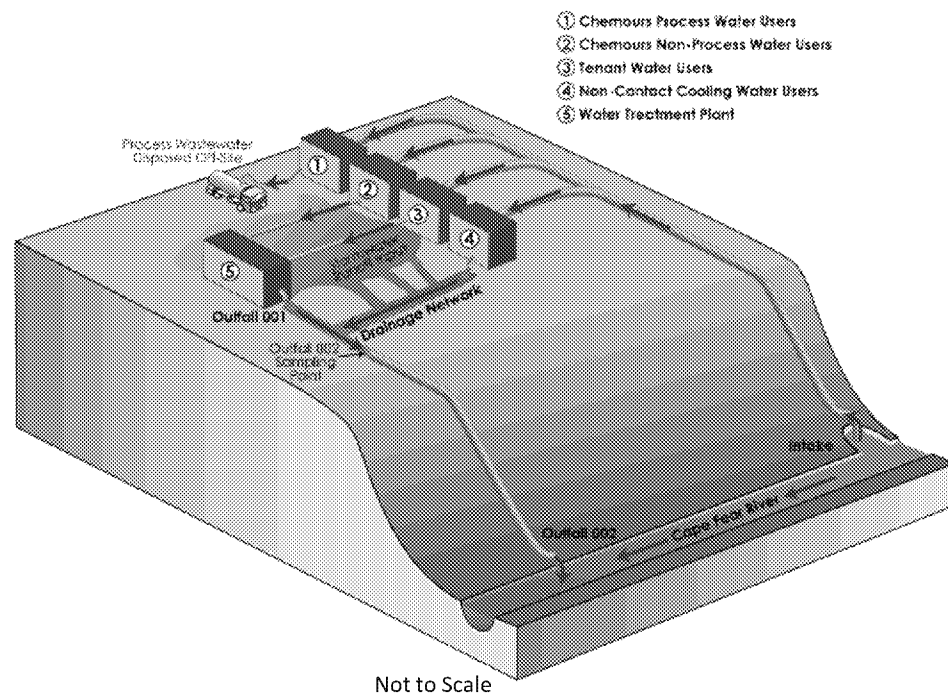 ① Chemours Process Water Users
② Chemours Non-Process Water Users
③ Tenant Water Users
④ Non-Contact Cooling Water Users
⑤ Water Treatment Plant
Process Wastewater
Disposed Off-Site
①
②
③
④
⑤
Outfall 001
Drainage Network
Outfall 002
Sampling
Point
Intake
Cape Fear River
Outfall 002
Not to Scale